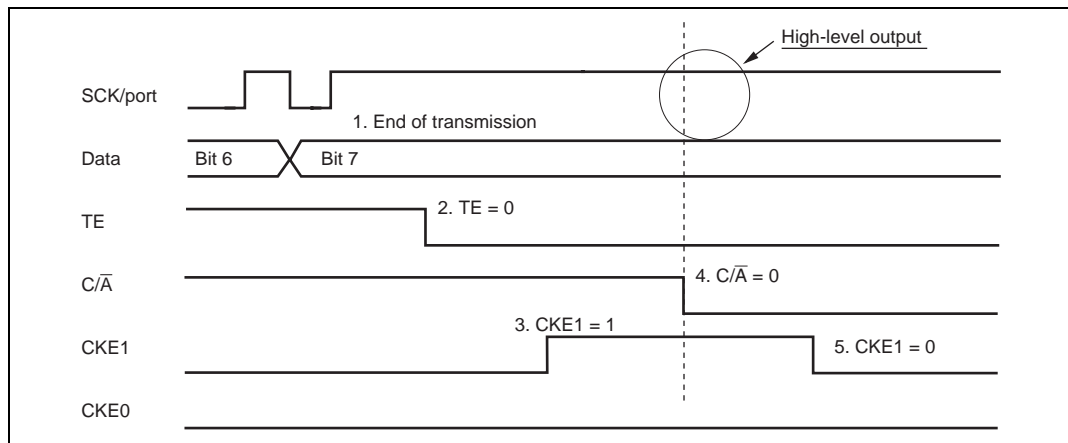 High-level output
SCK/port
1. End of transmission
Data
Bit 6
Bit 7
TE
2. TE = 0
C/A̅
4. C/A̅ = 0
3. CKE1 = 1
CKE1
5. CKE1 = 0
CKE0